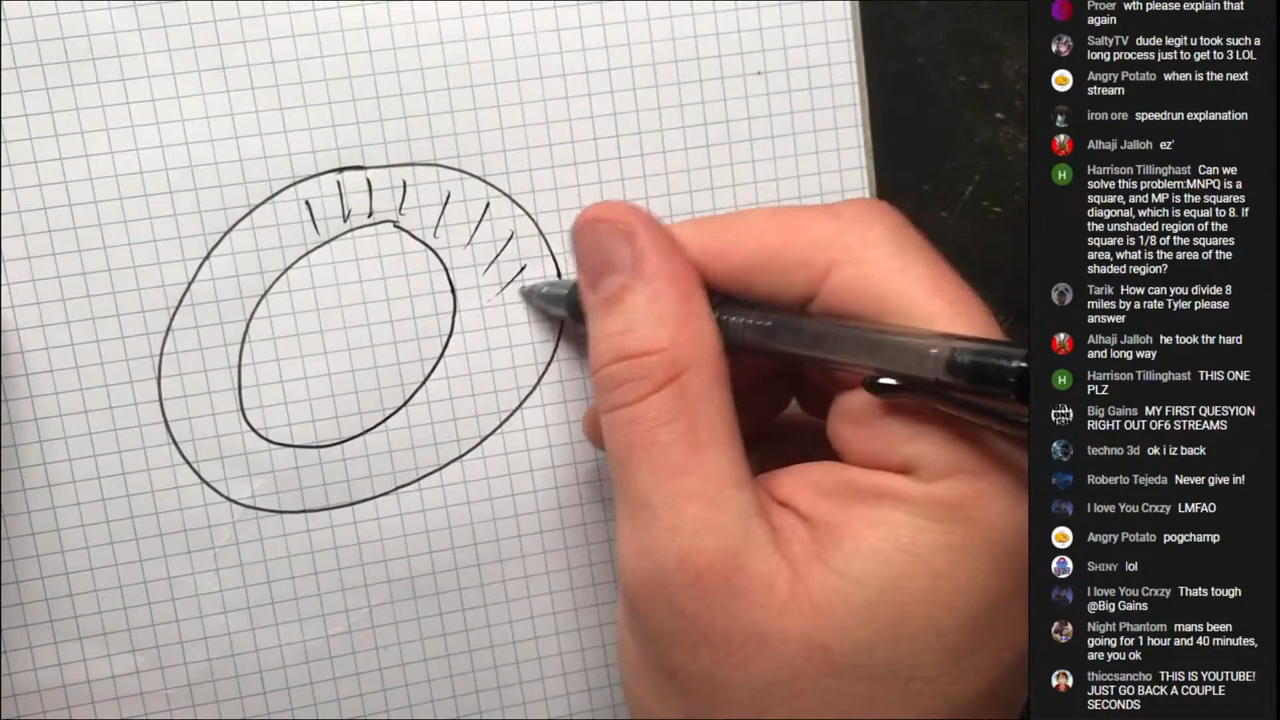 Proer wth please explain that
again
SaltyTV dude legit u took such a
long process just to get to 3 LOL
Angry Potato when is the next
stream
iron ore speedrun explanation
Alhaji Jalloh ez'
H Harrison Tillinghast Can we
solve this problem:MNPQ is a
square, and MP is the squares
diagonal, which is equal to 8. If
the unshaded region of the
square is 1/8 of the squares
area, what is the area of the
shaded region?
Tarik How can you divide 8
miles by a rate Tyler please
answer
Alhaji Jalloh he took thr hard
and long way
H Harrison Tillinghast THIS ONE
PLZ
Big Gains MY FIRST QUESYION
RIGHT OUT OF6 STREAMS
techno 3d ok i iz back
Roberto Tejeda Never give in!
I love You Crxzy LMFAO
Angry Potato pogchamp
Sʜɪɴʏ lol
I love You Crxzy Thats tough
@Big Gains
Night Phantom mans been
going for 1 hour and 40 minutes,
are you ok
thiccsancho THIS IS YOUTUBE!
JUST GO BACK A COUPLE
SECONDS